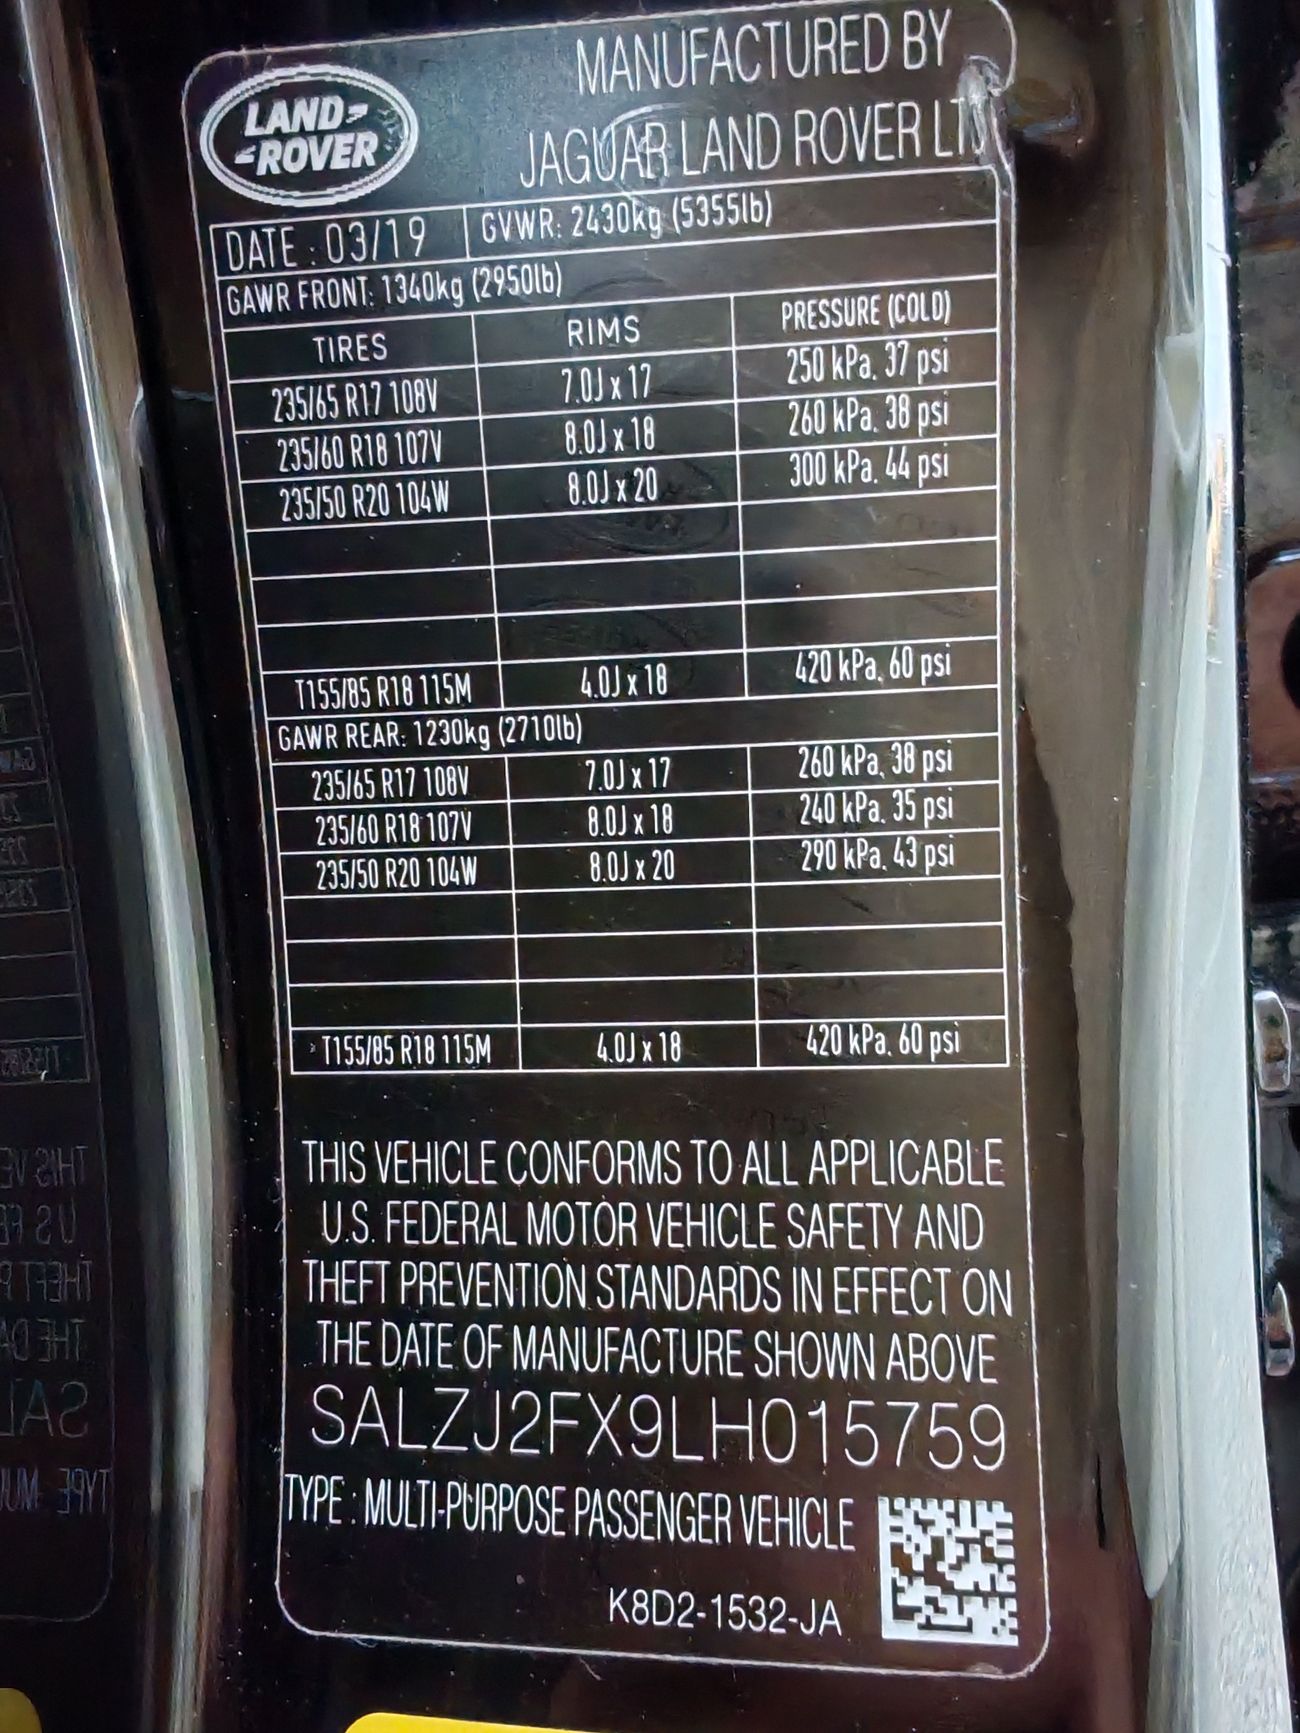 LAND-
-ROVER
MANUFACTURED BY
JAGUAR LAND ROVER
DATE : 03/19 GVWR: 2430kg (5355lb)
GAWR FRONT: 1340kg (2950lb)
TIRES RIMS PRESSURE (COLD)
235/65 R17 108V 7.0J x 17 250 kPa, 37 psi
235/60 R18 107V 8.0J x 18 260 kPa, 38 psi
235/50 R20 104W 8.0J x 20 300 kPa, 44 psi
T155/85 R18 115M 4.0J x 18 420 kPa, 60 psi
GAWR REAR: 1230kg (2710lb)
235/65 R17 108V 7.0J x 17 260 kPa, 38 psi
235/60 R18 107V 8.0J x 18 240 kPa, 35 psi
235/50 R20 104W 8.0J x 20 290 kPa, 43 psi
T155/85 R18 115M 4.0J x 18 420 kPa, 60 psi
THIS VEHICLE CONFORMS TO ALL APPLICABLE
U.S. FEDERAL MOTOR VEHICLE SAFETY AND
THEFT PREVENTION STANDARDS IN EFFECT ON
THE DATE OF MANUFACTURE SHOWN ABOVE
SALZJ2FX9LH015759
TYPE : MULTI-PURPOSE PASSENGER VEHICLE
K8D2-1532-JA